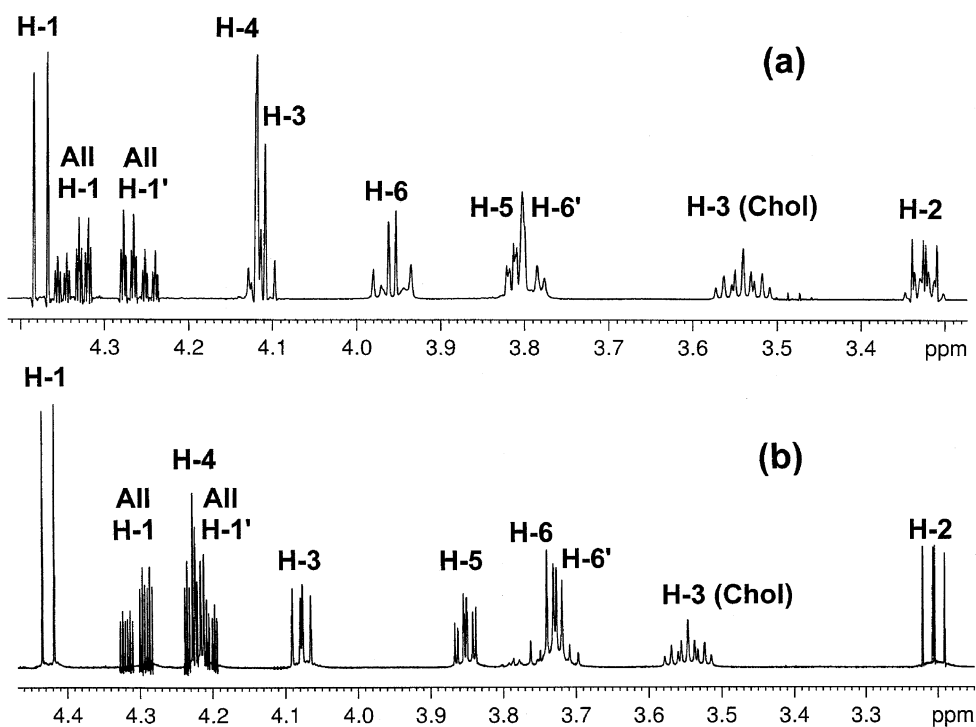 H-1
H-4
(a)
H-3
All
H-1
All
H-1'
H-6
H-5
H-6'
H-3 (Chol)
H-2
4.3 4.2 4.1 4.0 3.9 3.8 3.7 3.6 3.5 3.4 ppm
H-1
(b)
H-4
All
H-1
All
H-1'
H-3
H-5
H-6
H-6'
H-3 (Chol)
H-2
4.4 4.3 4.2 4.1 4.0 3.9 3.8 3.7 3.6 3.5 3.4 3.3 ppm